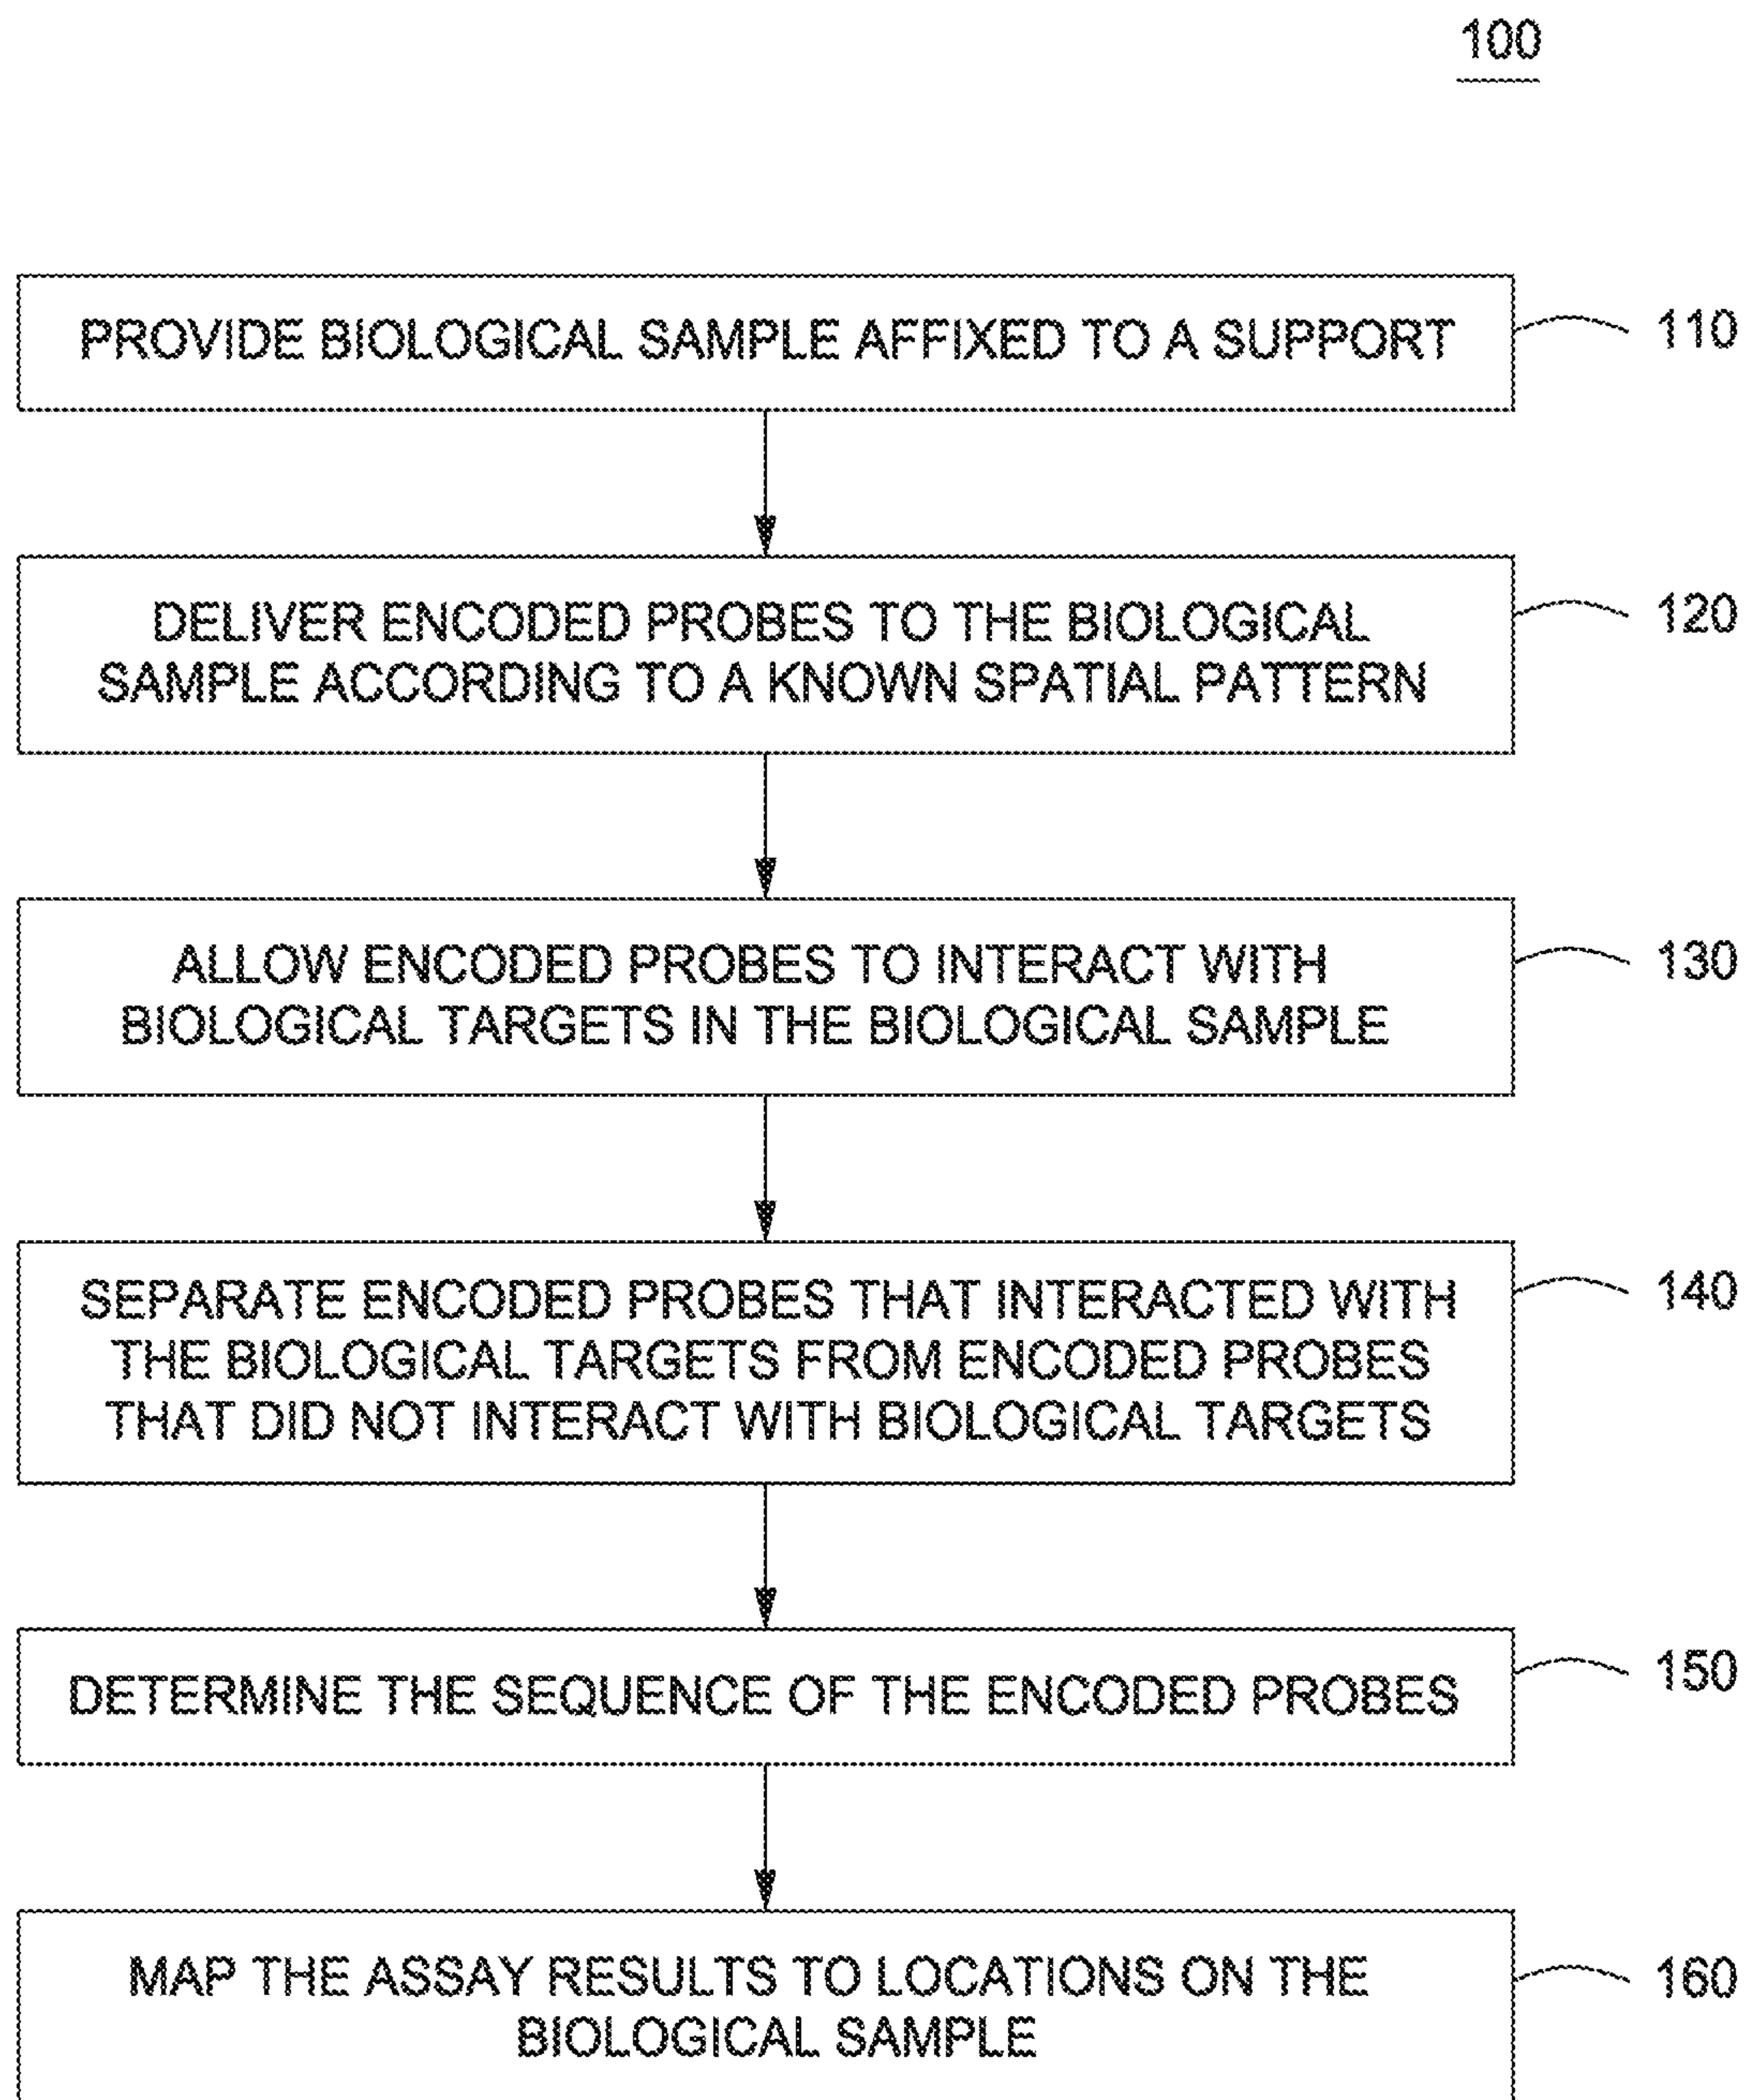 100
PROVIDE BIOLOGICAL SAMPLE AFFIXED TO A SUPPORT
110
DELIVER ENCODED PROBES TO THE BIOLOGICAL
SAMPLE ACCORDING TO A KNOWN SPATIAL PATTERN
120
ALLOW ENCODED PROBES TO INTERACT WITH
BIOLOGICAL TARGETS IN THE BIOLOGICAL SAMPLE
130
SEPARATE ENCODED PROBES THAT INTERACTED WITH
THE BIOLOGICAL TARGETS FROM ENCODED PROBES
THAT DID NOT INTERACT WITH BIOLOGICAL TARGETS
140
DETERMINE THE SEQUENCE OF THE ENCODED PROBES
150
MAP THE ASSAY RESULTS TO LOCATIONS ON THE
BIOLOGICAL SAMPLE
160